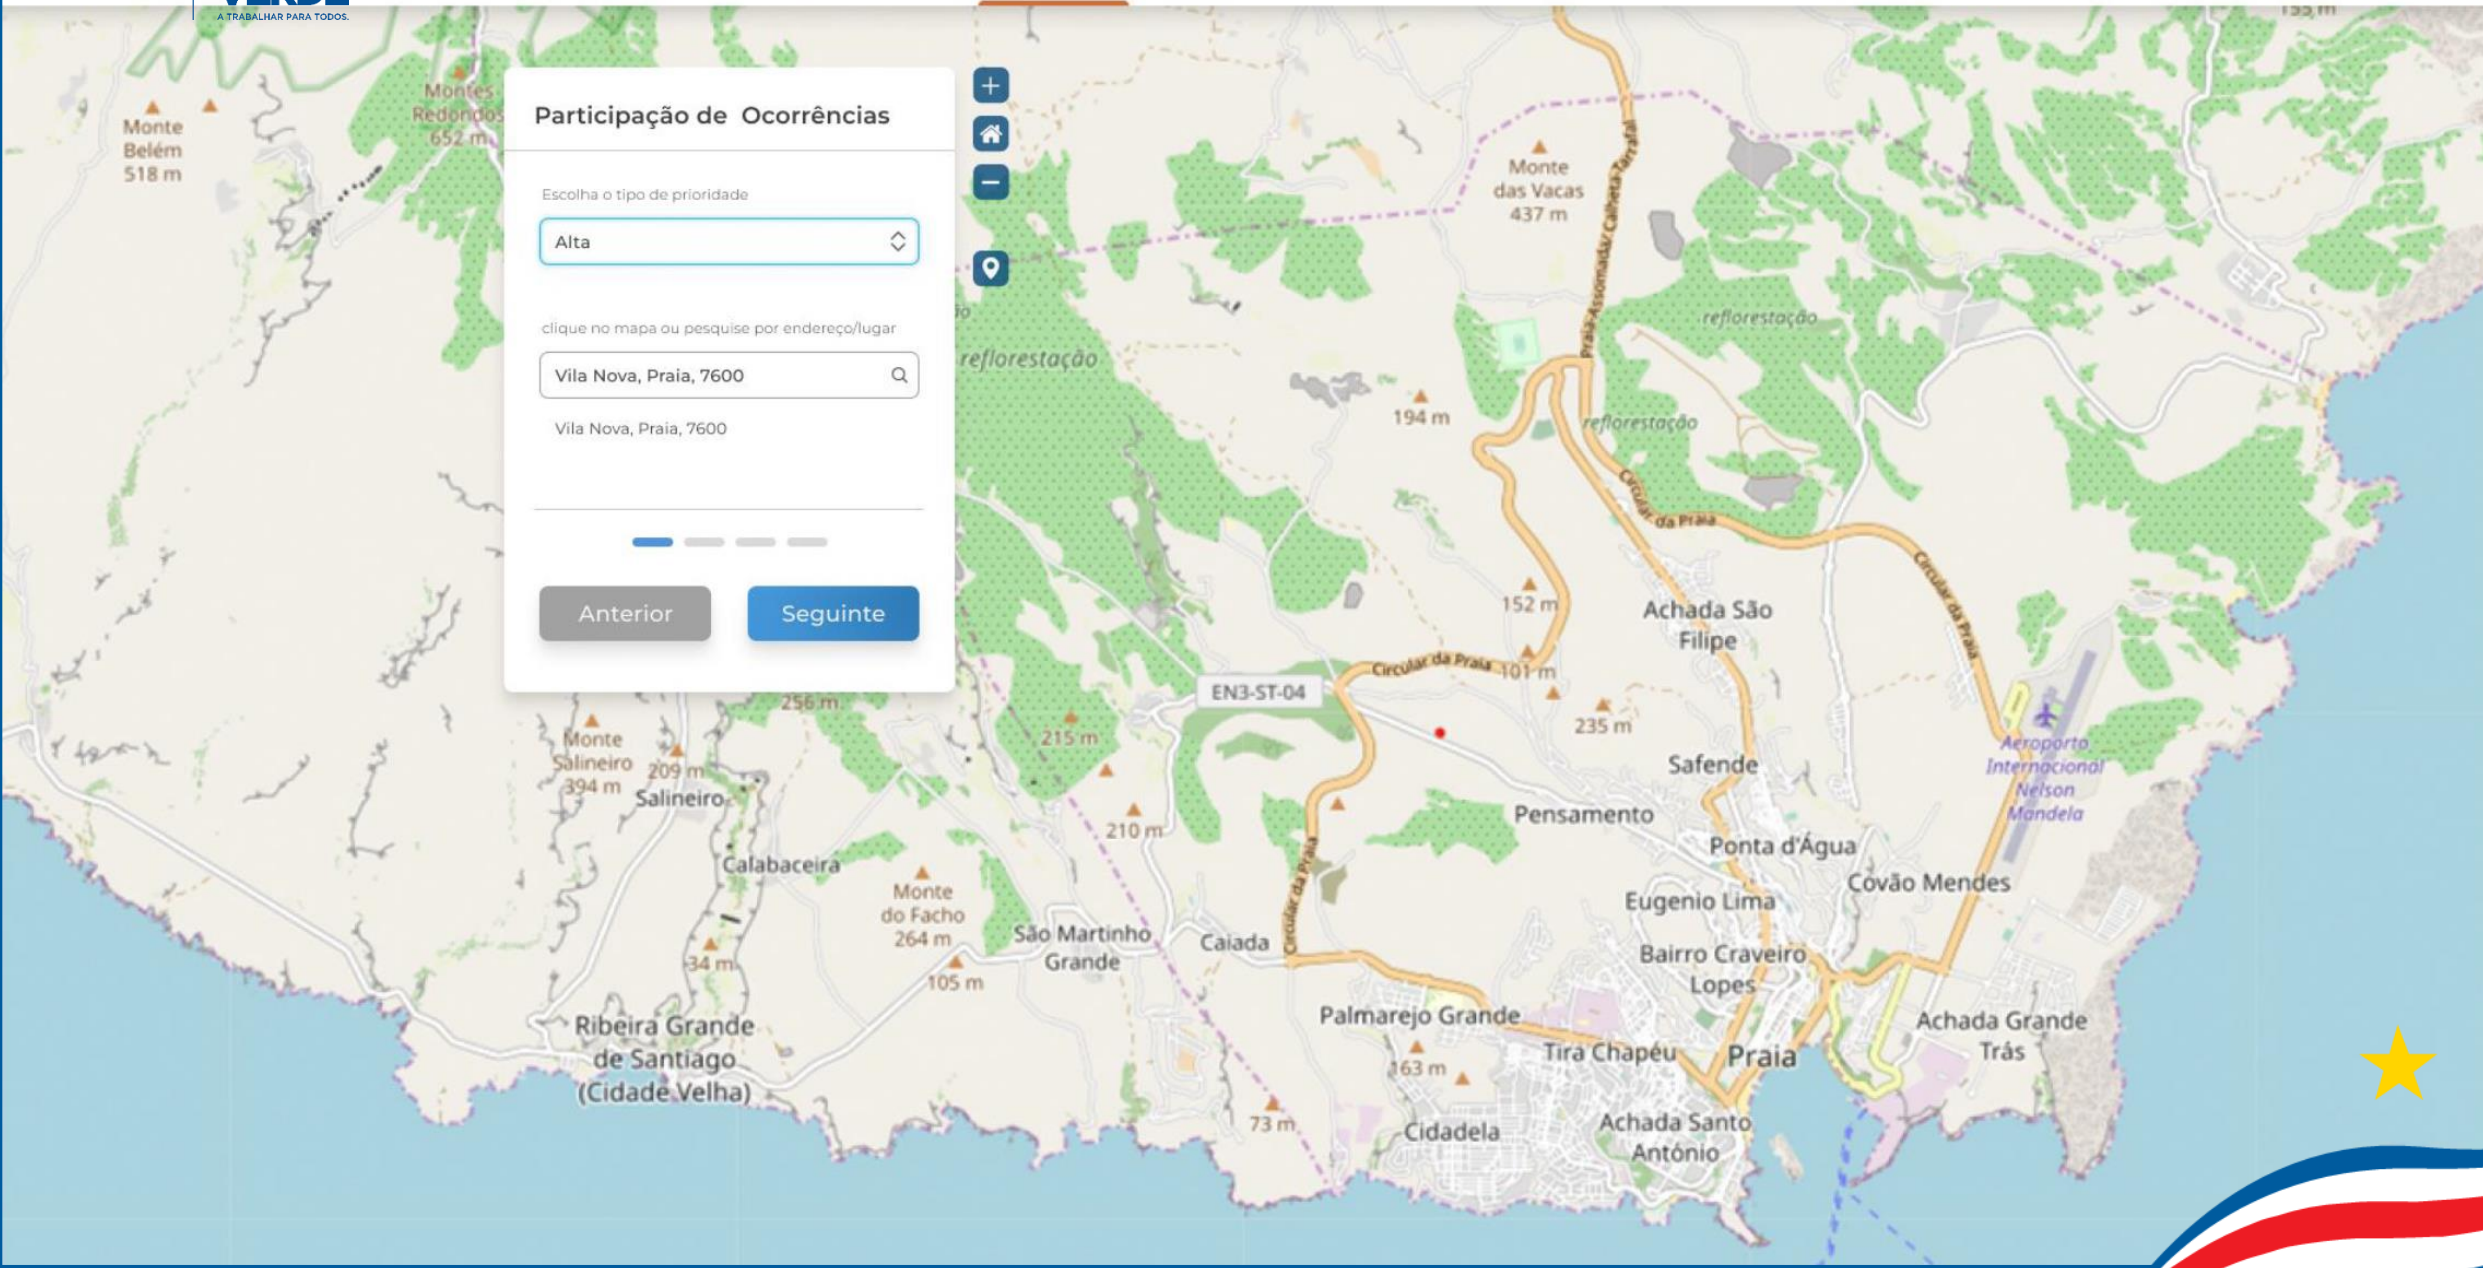 VERDE
A TRABALHAR PARA TODOS.
155 m
Montes
Redondos
652 m
Monte
Belém
518 m
Participação de Ocorrências
Escolha o tipo de prioridade
Alta
clique no mapa ou pesquise por endereço/lugar
Vila Nova, Praia, 7600
Vila Nova, Praia, 7600
Anterior
Seguinte
+
−
Monte
das Vacas
437 m
Praia-Assomada/ Calheta-Tarrafal
reflorestação
reflorestação
194 m
reflorestação
Circular da Praia
Circular da Praia
152 m
Achada São
Filipe
Circular da Praia
101 m
EN3-ST-04
256 m
215 m
235 m
Monte
Salineiro
394 m
209 m
Salineiro
Safende
Aeroporto
Internacional
Nelson
Mandela
210 m
Pensamento
Ponta d'Água
Calabaceira
Circular da Praia
Covão Mendes
Monte
do Facho
264 m
Eugenio Lima
São Martinho
Grande
Caiada
Bairro Craveiro
Lopes
34 m
105 m
Palmarejo Grande
Achada Grande
Trás
Ribeira Grande
de Santiago
(Cidade Velha)
Tira Chapéu
Praia
163 m
73 m
Cidadela
Achada Santo
António